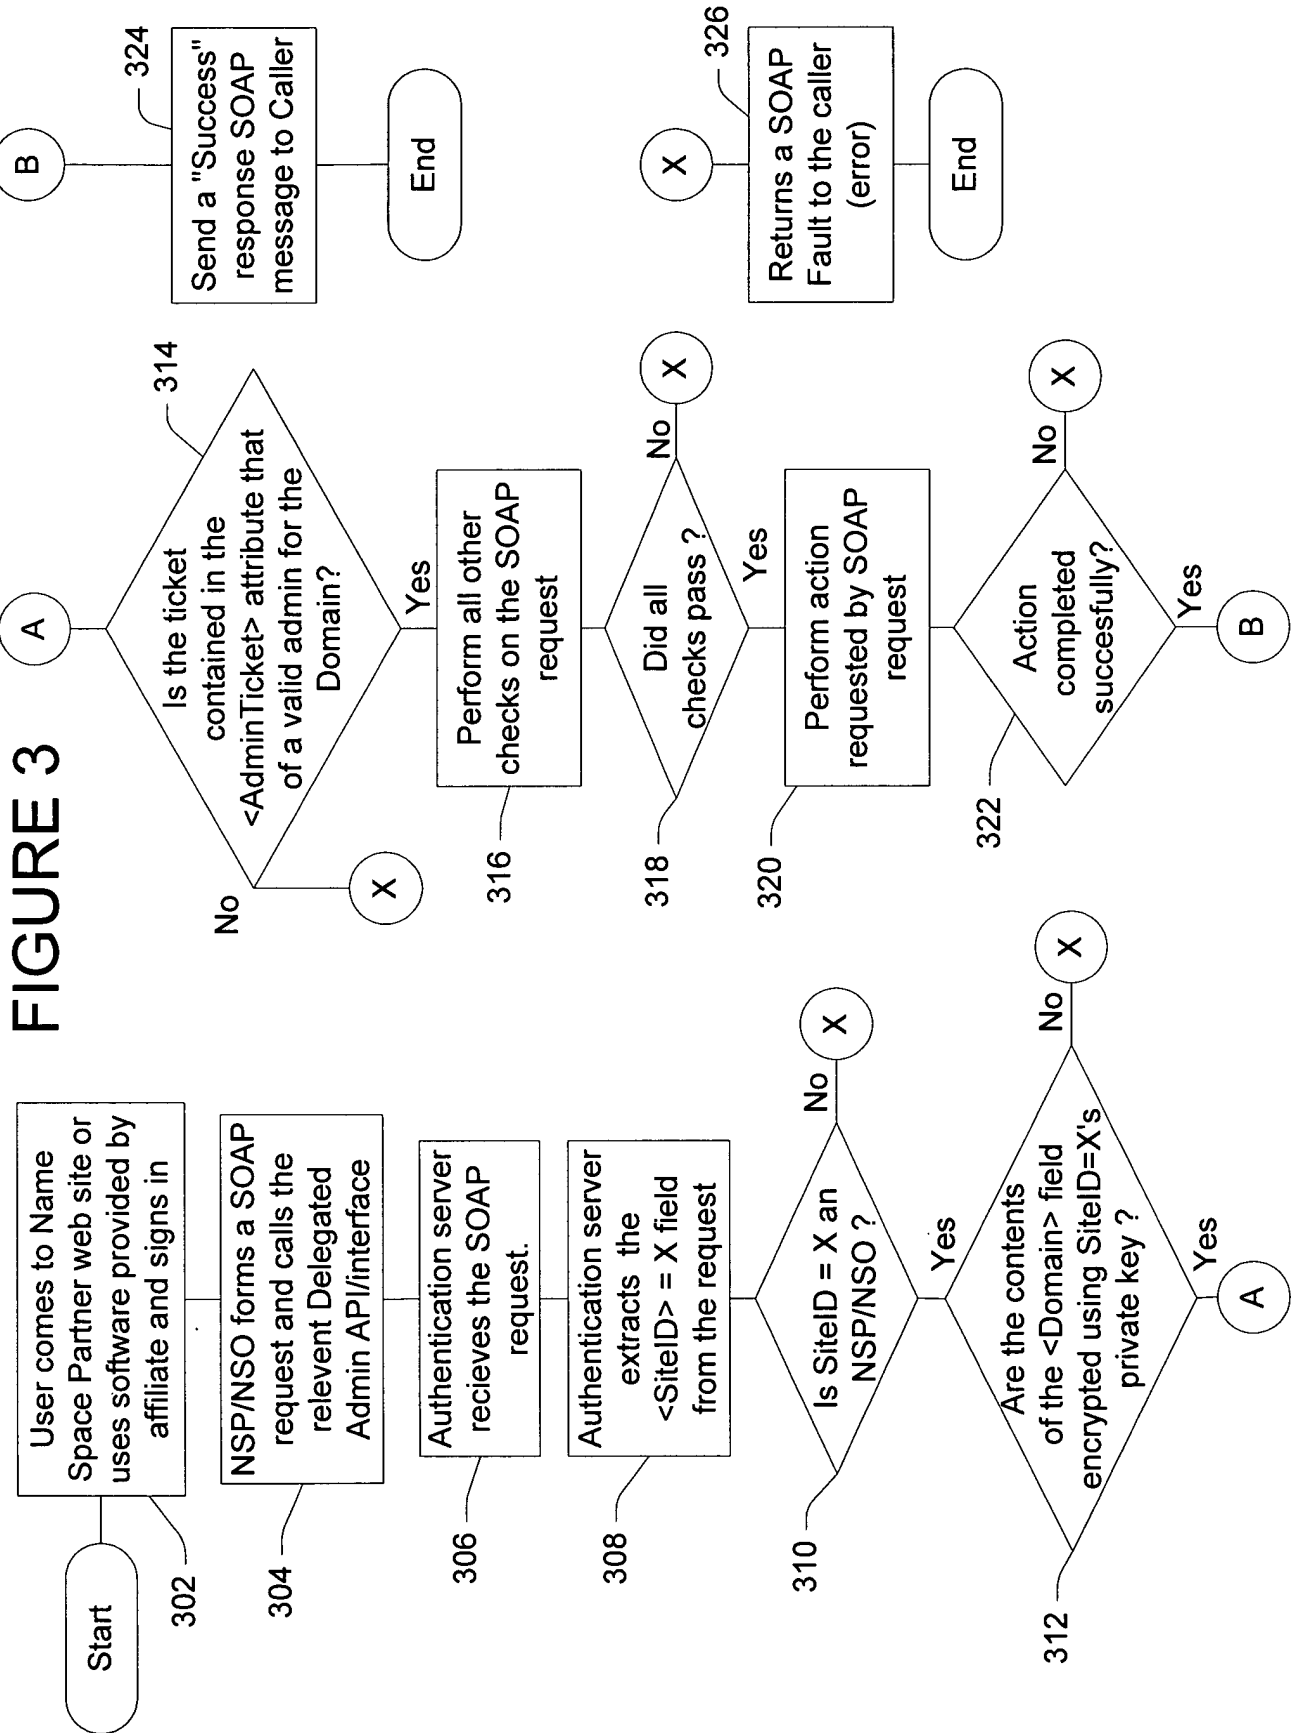 FIGURE 3
Start
User comes to Name
Space Partner web site or
uses software provided by
affiliate and signs in
302
NSP/NSO forms a SOAP
request and calls the
relevent Delegated
Admin API/interface
304
Authentication server
recieves the SOAP
request.
306
Authentication server
extracts the
<SiteID> = X field
from the request
308
Is SiteID = X an
NSP/NSO ?
310
No
X
Yes
Are the contents
of the <Domain> field
encrypted using SiteID=X's
private key ?
312
No
X
Yes
A
A
Is the ticket
contained in the
<AdminTicket> attribute that
of a valid admin for the
Domain?
314
No
X
Yes
Perform all other
checks on the SOAP
request
316
Did all
checks pass ?
318
No
X
Yes
Perform action
requested by SOAP
request
320
Action
completed
succesfully?
322
No
X
Yes
B
B
Send a "Success"
response SOAP
message to Caller
324
End
X
Returns a SOAP
Fault to the caller
(error)
326
End